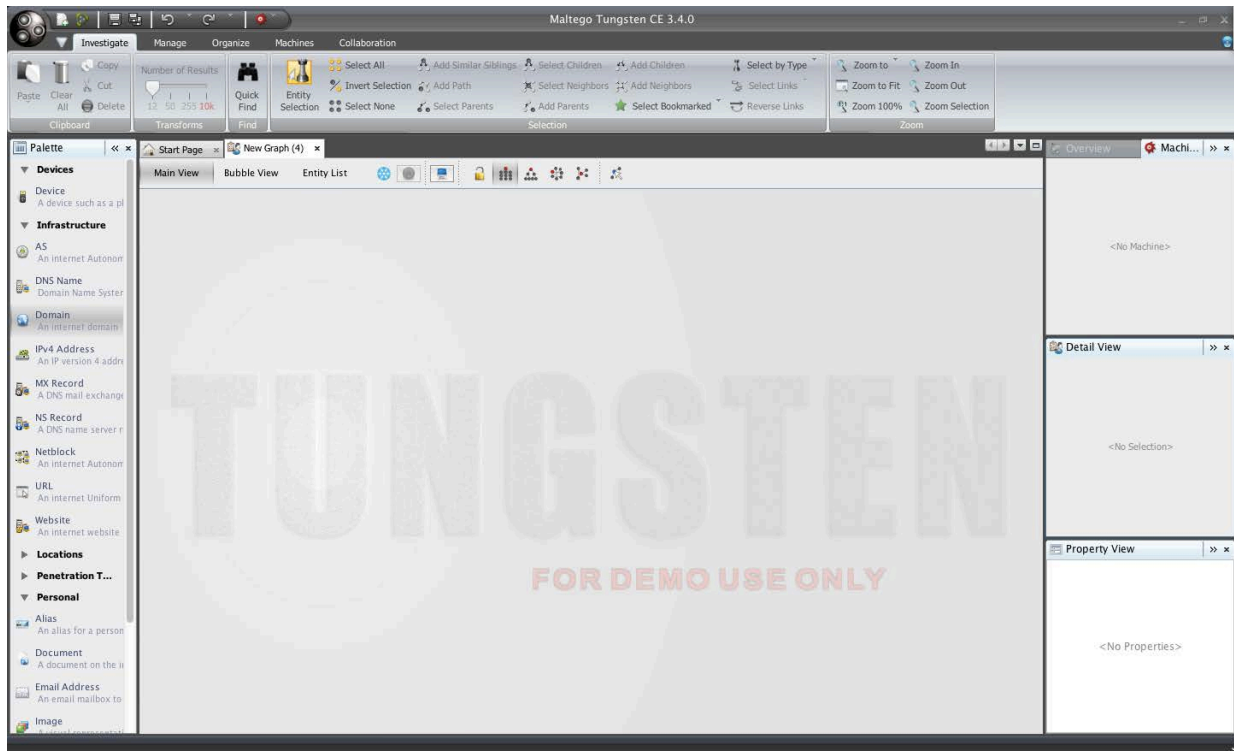 Maltego Tungsten CE 3.4.0
Investigate Manage Organize Machines Collaboration
Copy Number of Results Select All Add Similar Siblings Select Children Add Children Select by Type Zoom to Zoom In
Cut Invert Selection Add Path Select Neighbors Add Neighbors Select Links Zoom to Fit Zoom Out
Paste Clear All Delete 12 50 255 10k Quick Find Entity Selection Select None Select Parents Add Parents Select Bookmarked Reverse Links Zoom 100% Zoom Selection
Clipboard Transforms Find Selection Zoom
Palette Start Page New Graph (4) Overview Machi...
Main View Bubble View Entity List
Devices
Device
A device such as a pl
Infrastructure
AS
An internet Autonom
DNS Name
Domain Name Syster
Domain
An internet domain
IPv4 Address
An IP version 4 addre
MX Record
A DNS mail exchange
NS Record
A DNS name server r
Netblock
An internet Autonom
URL
An internet Uniform
Website
An internet website
Locations
Penetration T...
Personal
Alias
An alias for a person
Document
A document on the in
Email Address
An email mailbox to
Image
TUNGSTEN
FOR DEMO USE ONLY
<No Machine>
Detail View
<No Selection>
Property View
<No Properties>